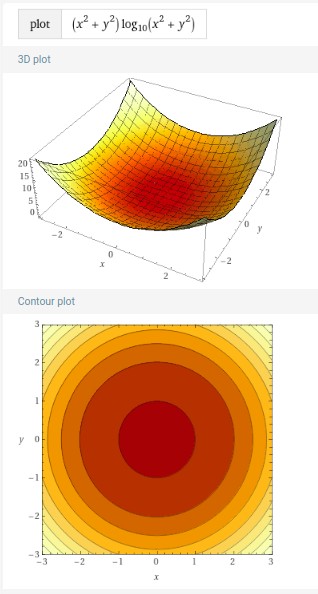 plot (x² + y²) log₁₀(x² + y²)
3D plot
20
15
10
5
0
−2
0
x
2
−2
0
y
2
Contour plot
3
2
1
y 0
−1
−2
−3
−3 −2 −1 0 1 2 3
x